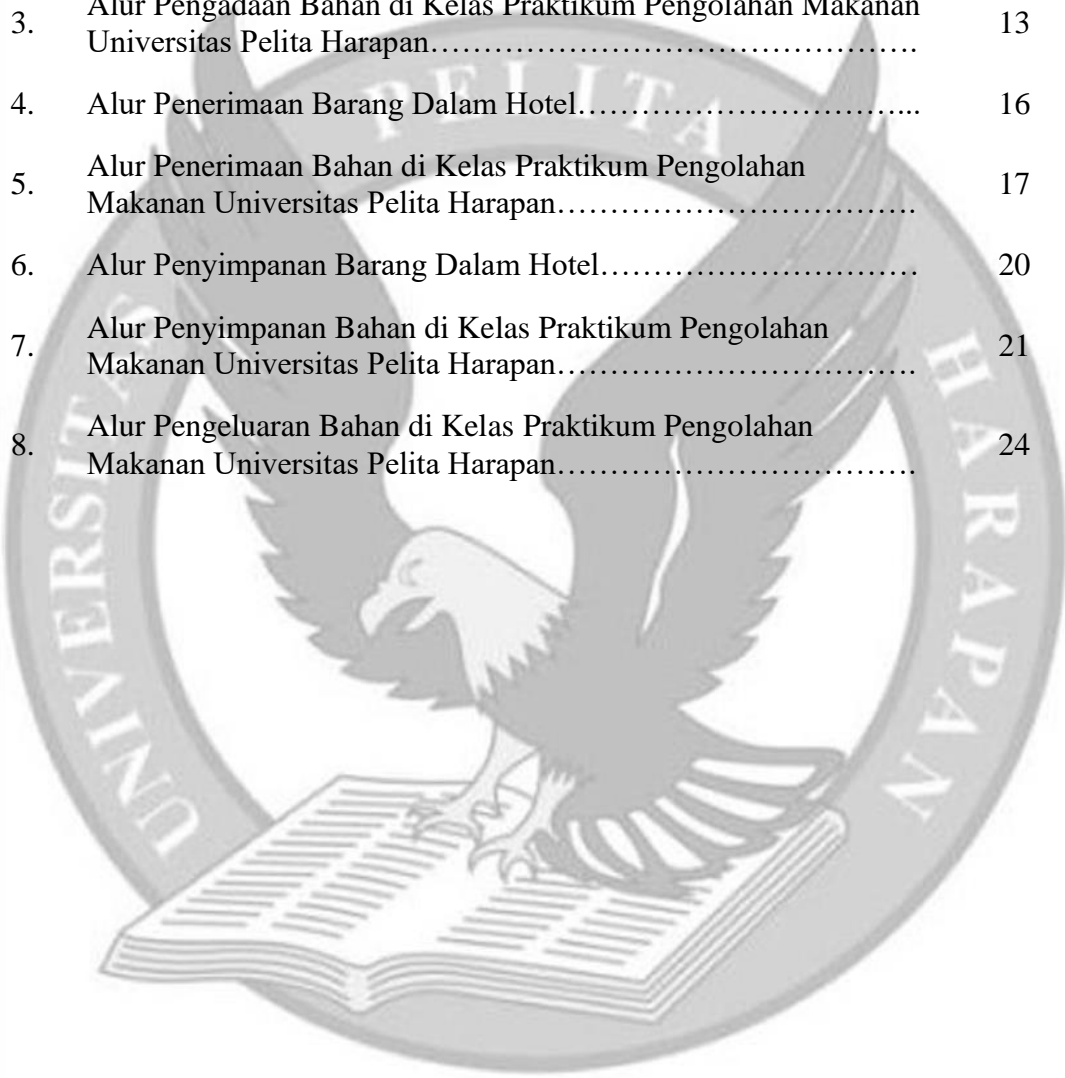 3. Alur Pengadaan Bahan di Kelas Praktikum Pengolahan Makanan
Universitas Pelita Harapan………………………………………. 13
4. Alur Penerimaan Barang Dalam Hotel………………………….. 16
5. Alur Penerimaan Bahan di Kelas Praktikum Pengolahan
Makanan Universitas Pelita Harapan……………………………. 17
6. Alur Penyimpanan Barang Dalam Hotel………………………… 20
7. Alur Penyimpanan Bahan di Kelas Praktikum Pengolahan
Makanan Universitas Pelita Harapan……………………………. 21
8. Alur Pengeluaran Bahan di Kelas Praktikum Pengolahan
Makanan Universitas Pelita Harapan……………………………. 24
UNIVERSITAS PELITA HARAPAN